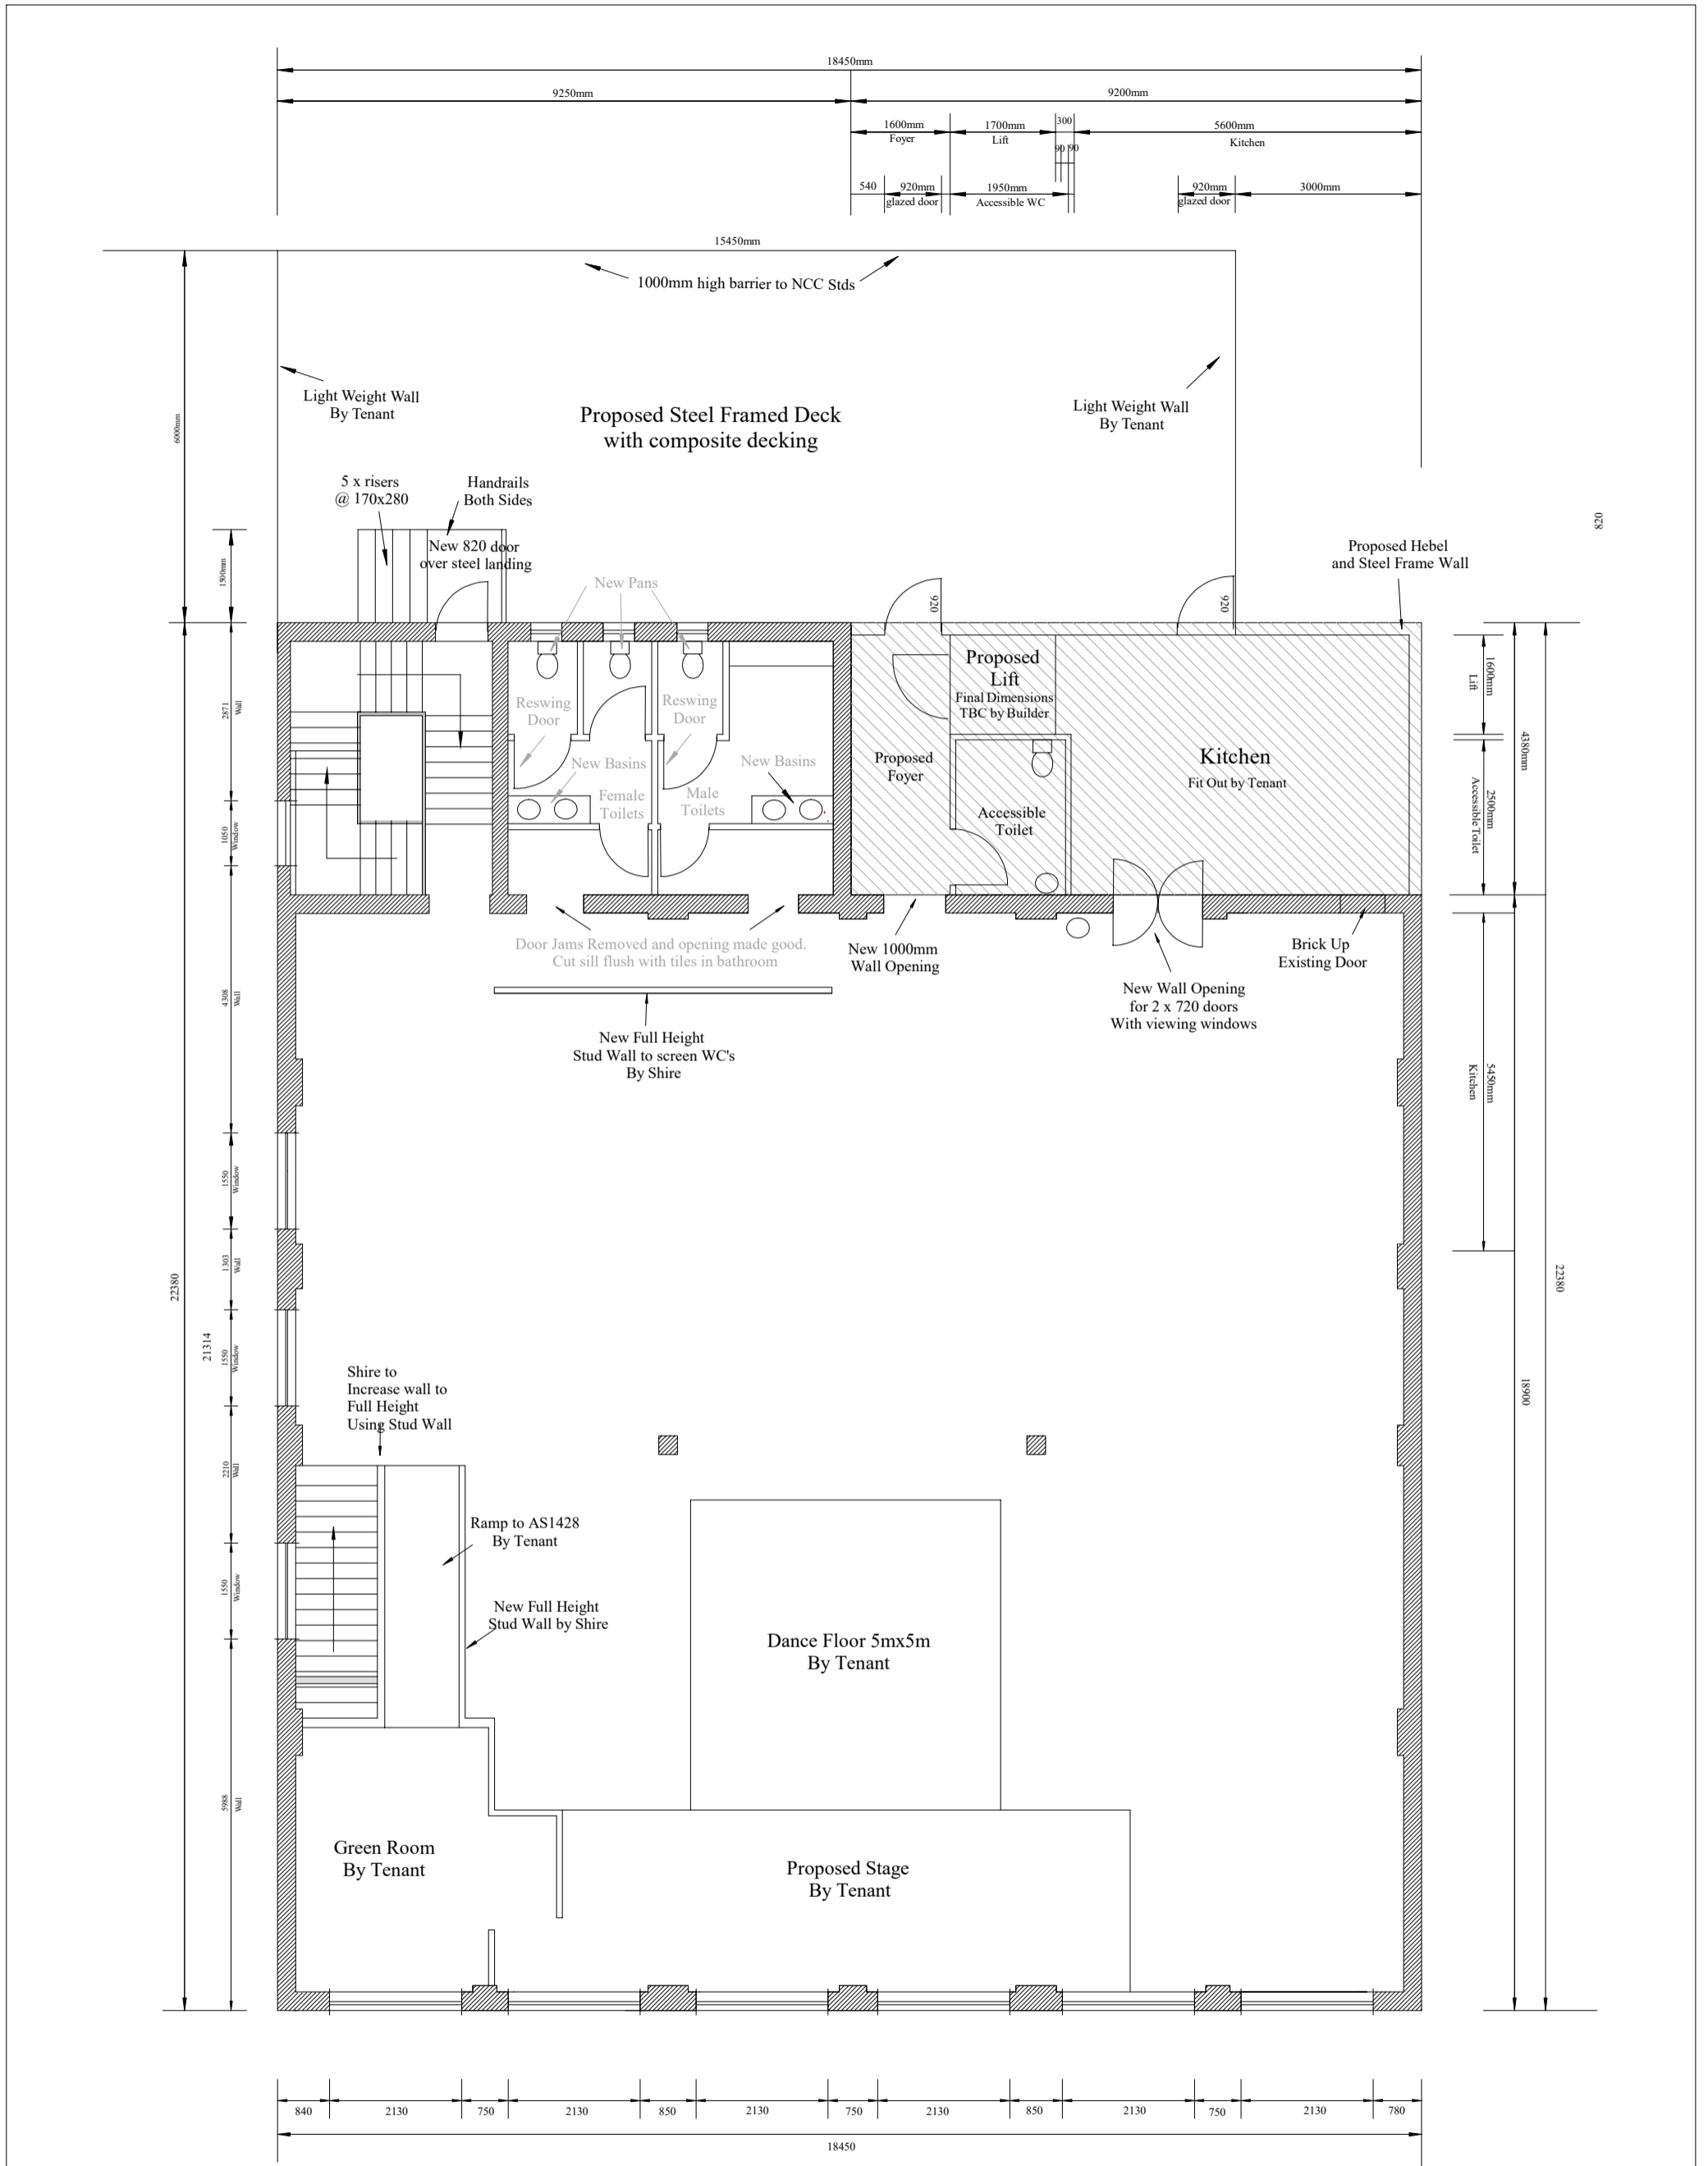 18450mm
9250mm
9200mm
1600mm
Foyer
1700mm
Lift
300
5600mm
Kitchen
90
90
540
920mm
glazed door
1950mm
Accessible WC
920mm
glazed door
3000mm
15450mm
1000mm high barrier to NCC Stds
Light Weight Wall
By Tenant
Proposed Steel Framed Deck
with composite decking
Light Weight Wall
By Tenant
6000mm
5 x risers
@ 170x280
Handrails
Both Sides
820
New 820 door
over steel landing
Proposed Hebel
and Steel Frame Wall
1500mm
New Pans
920
920
Reswing
Door
Reswing
Door
Proposed
Lift
Final Dimensions
TBC by Builder
1600mm
Lift
2871
Wall
New Basins
New Basins
Proposed
Foyer
Kitchen
Fit Out by Tenant
4380mm
Female
Toilets
Male
Toilets
Accessible
Toilet
2500mm
Accessible Toilet
1050
Window
Door Jams Removed and opening made good.
Cut sill flush with tiles in bathroom
New 1000mm
Wall Opening
Brick Up
Existing Door
New Wall Opening
for 2 x 720 doors
With viewing windows
4308
Wall
New Full Height
Stud Wall to screen WC's
By Shire
5450mm
Kitchen
1550
Window
1303
Wall
22380
22380
21314
1550
Window
Shire to
Increase wall to
Full Height
Using Stud Wall
18900
2210
Wall
Ramp to AS1428
By Tenant
1550
Window
New Full Height
Stud Wall by Shire
Dance Floor 5mx5m
By Tenant
5988
Wall
Green Room
By Tenant
Proposed Stage
By Tenant
840
2130
750
2130
850
2130
750
2130
850
2130
750
2130
780
18450